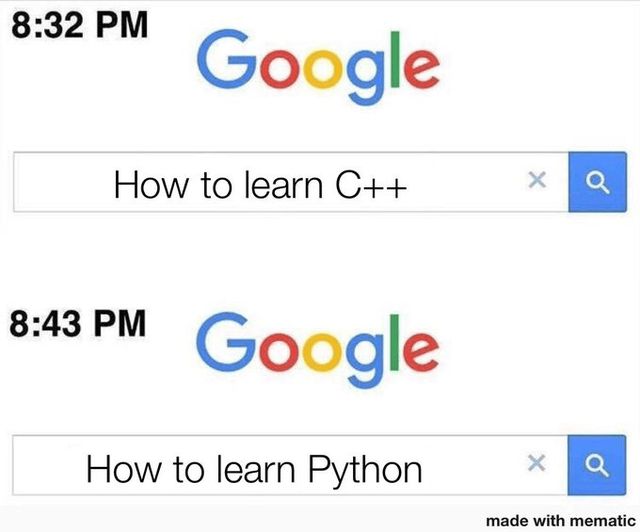 8:32 PM
Google
How to learn C++
8:43 PM
Google
How to learn Python
made with mematic